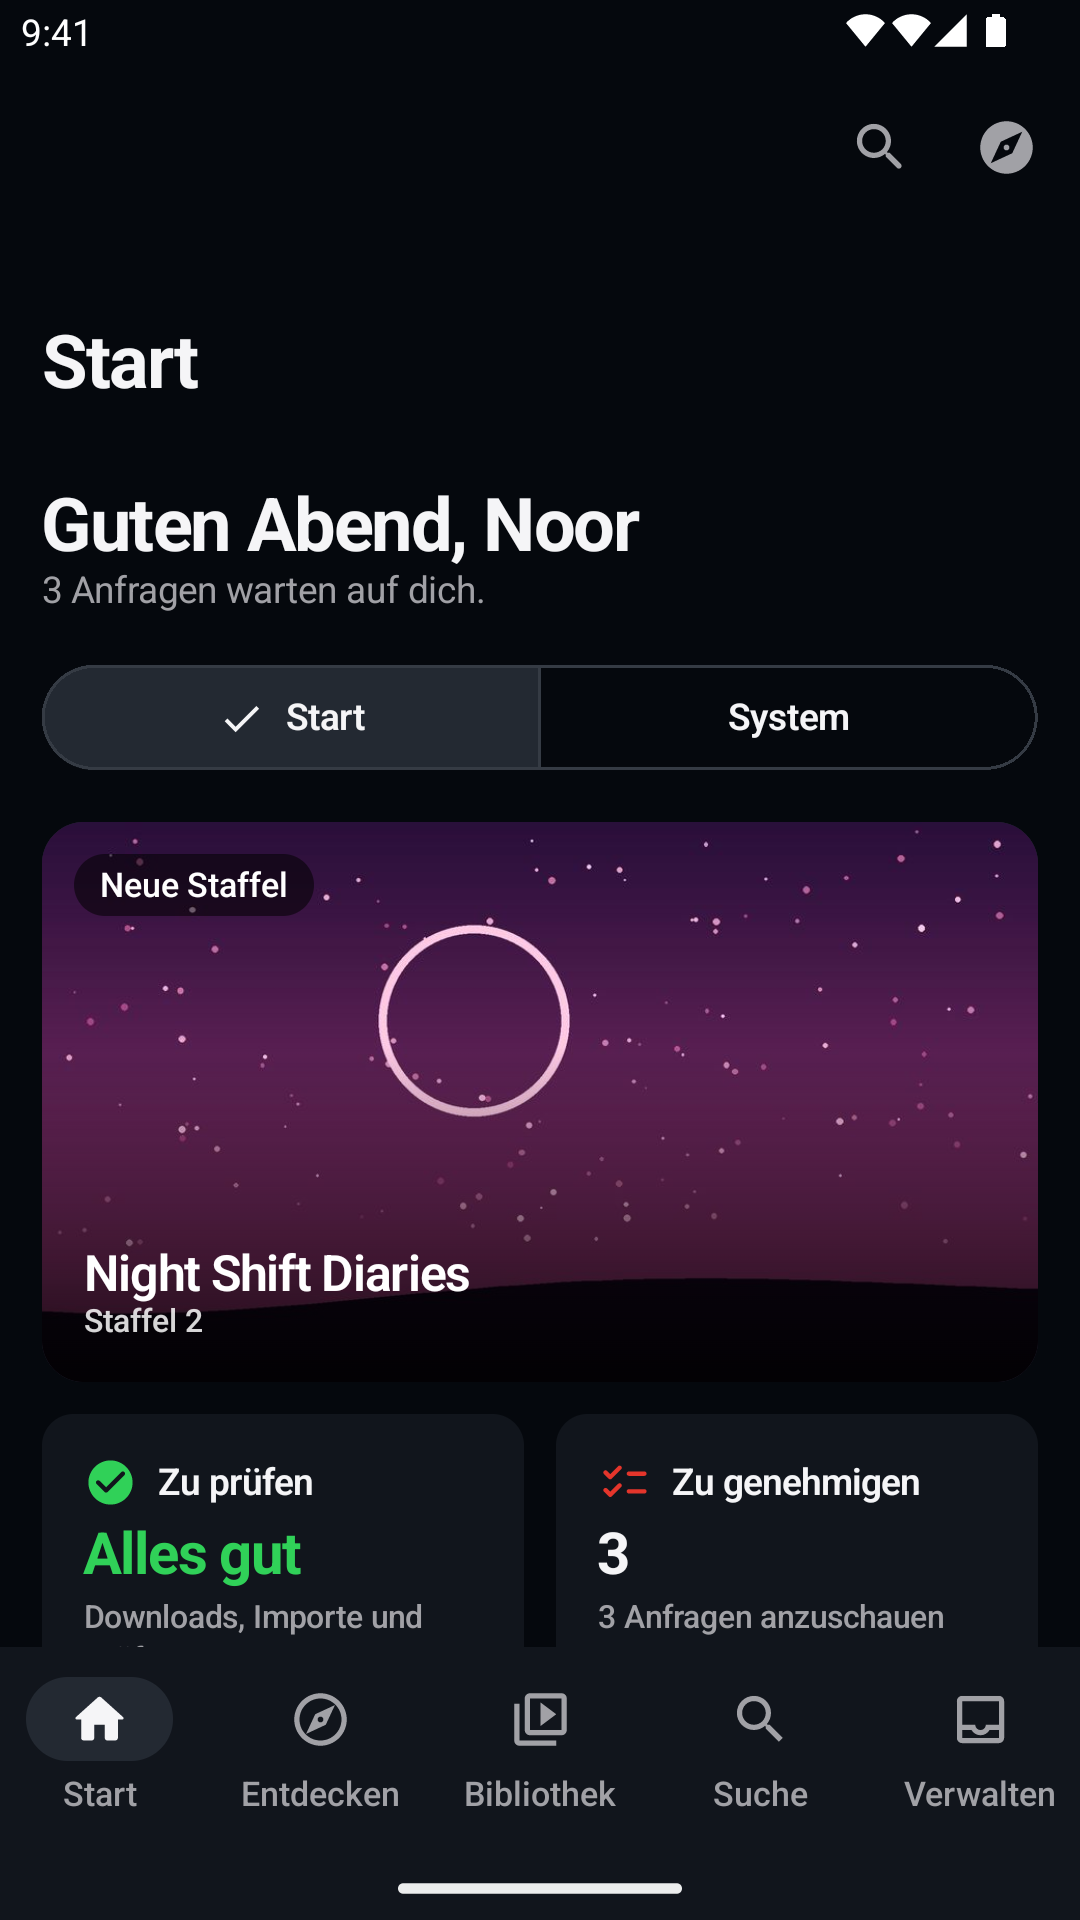 9:41
Start
Guten Abend, Noor
3 Anfragen warten auf dich.
Start
System
Neue Staffel
Night Shift Diaries
Staffel 2
Zu prüfen
Alles gut
Downloads, Importe und
Zu genehmigen
3
3 Anfragen anzuschauen
Start
Entdecken
Bibliothek
Suche
Verwalten